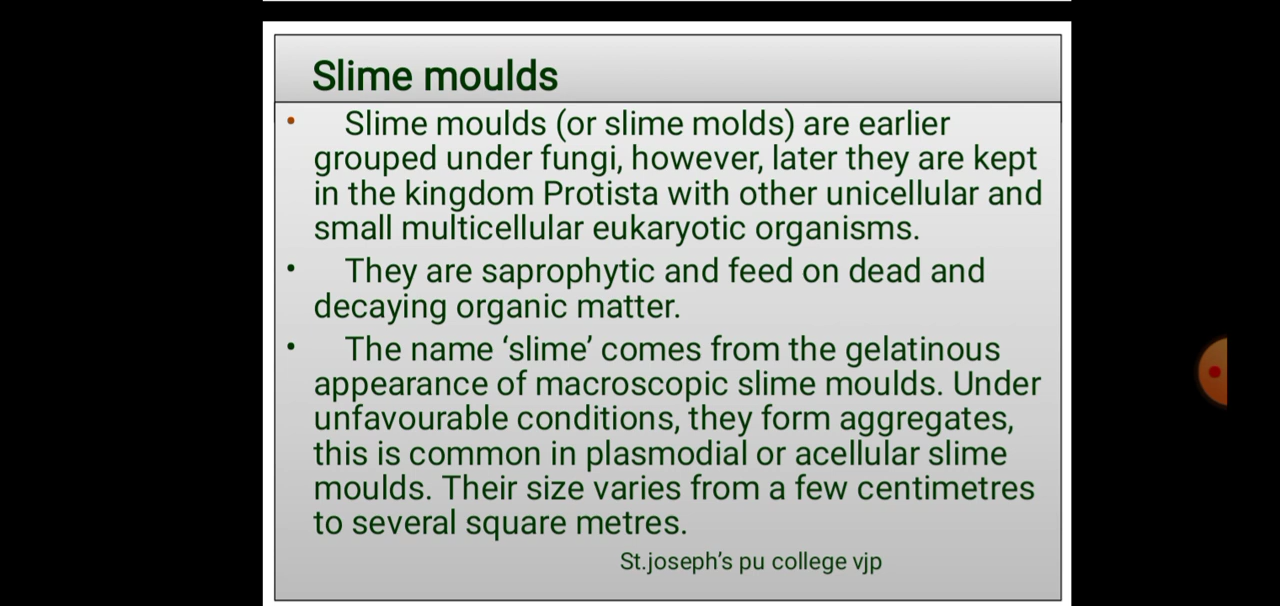 Slime moulds
• Slime moulds (or slime molds) are earlier
grouped under fungi, however, later they are kept
in the kingdom Protista with other unicellular and
small multicellular eukaryotic organisms.
• They are saprophytic and feed on dead and
decaying organic matter.
• The name ‘slime’ comes from the gelatinous
appearance of macroscopic slime moulds. Under
unfavourable conditions, they form aggregates,
this is common in plasmodial or acellular slime
moulds. Their size varies from a few centimetres
to several square metres.
St.joseph’s pu college vjp